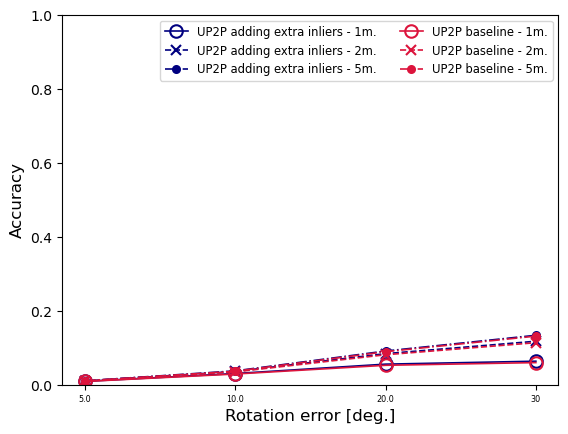 1.0
0.8
0.6
0.4
0.2
0.0
Accuracy
UP2P adding extra inliers - 1m.
UP2P adding extra inliers - 2m.
UP2P adding extra inliers - 5m.
UP2P baseline - 1m.
UP2P baseline - 2m.
UP2P baseline - 5m.
5.0 10.0 20.0 30
Rotation error [deg.]